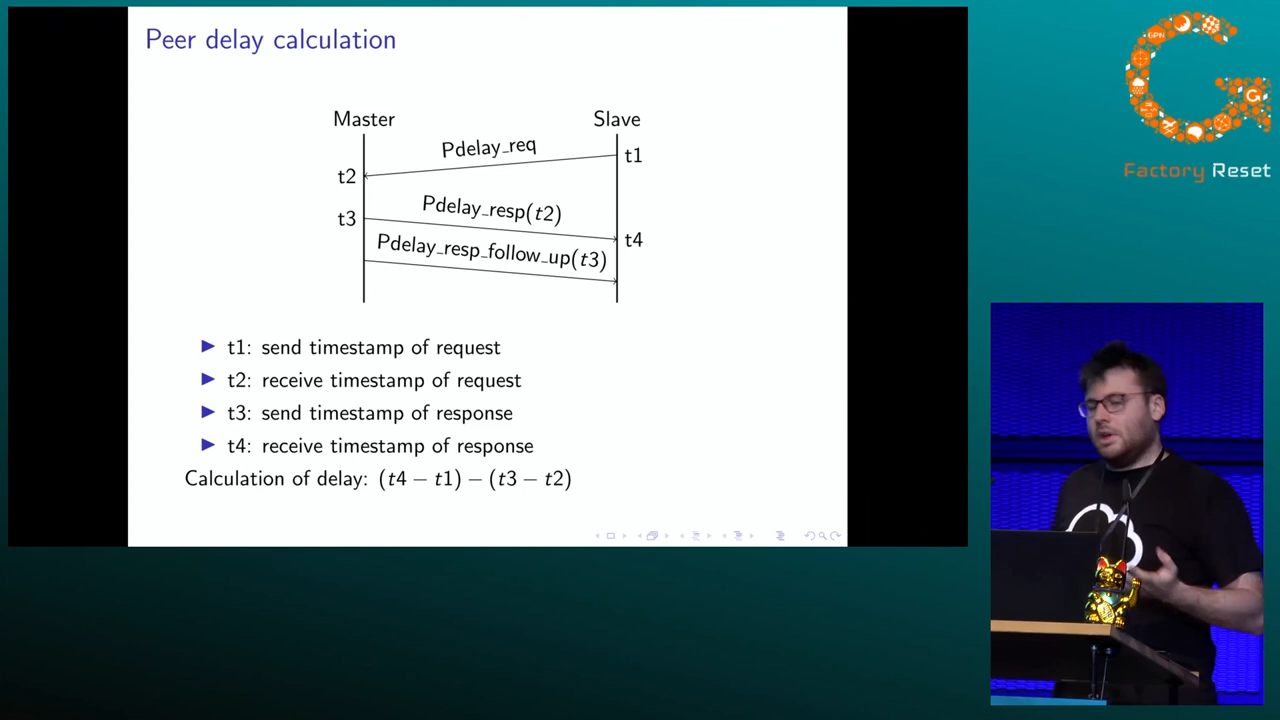 Peer delay calculation
Master
Slave
Pdelay_req
t1
t2
Pdelay_resp(t2)
t3
t4
Pdelay_resp_follow_up(t3)
t1: send timestamp of request
t2: receive timestamp of request
t3: send timestamp of response
t4: receive timestamp of response
Calculation of delay: (t4 − t1) − (t3 − t2)
GPN
G
Factory Reset